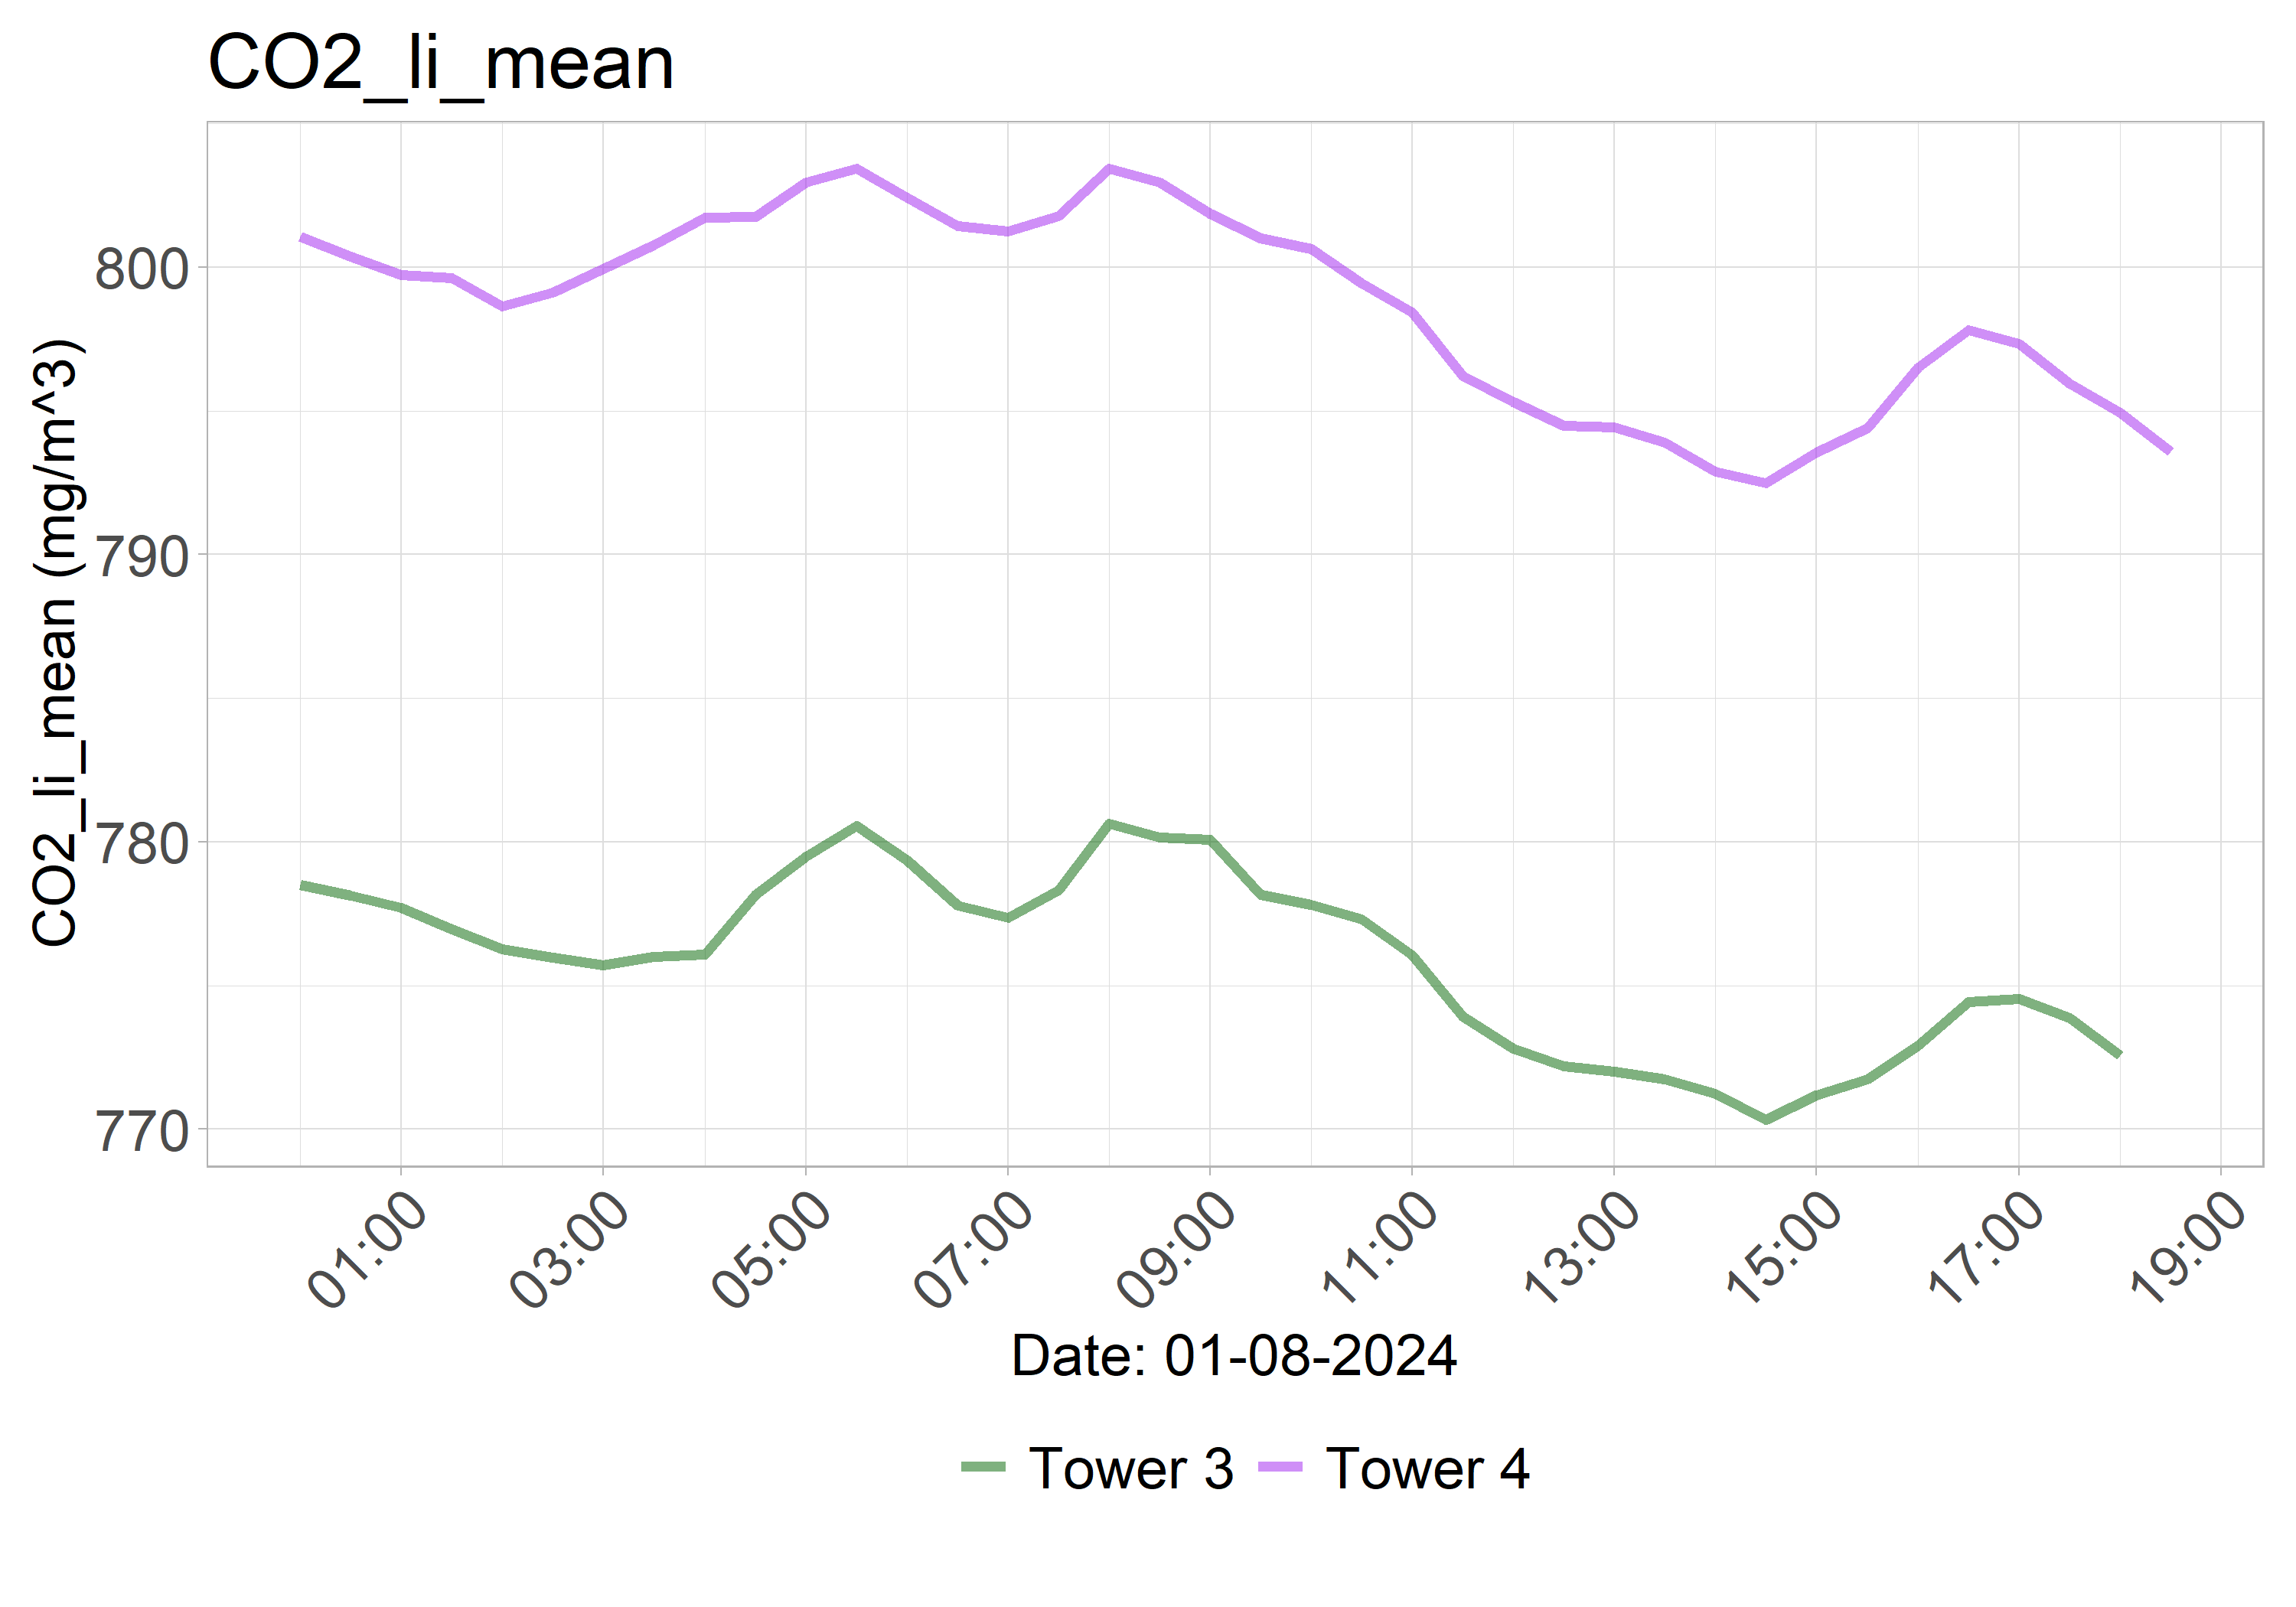 CO2_li_mean
CO2_li_mean (mg/m^3)
800
790
780
770
01:00 03:00 05:00 07:00 09:00 11:00 13:00 15:00 17:00 19:00
Date: 01-08-2024
Tower 3 Tower 4